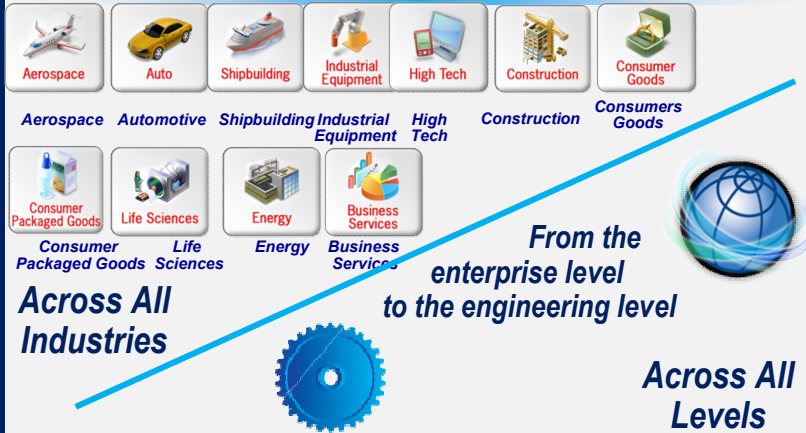 Aerospace
Auto
Shipbuilding
Industrial
Equipment
High Tech
Construction
Consumer
Goods
Aerospace
Automotive
Shipbuilding
Industrial
Equipment
High
Tech
Construction
Consumers
Goods
Consumer
Packaged Goods
Life Sciences
Energy
Business
Services
Consumer
Packaged Goods
Life
Sciences
Energy
Business
Services
From the
enterprise level
to the engineering level
Across All
Industries
Across All
Levels